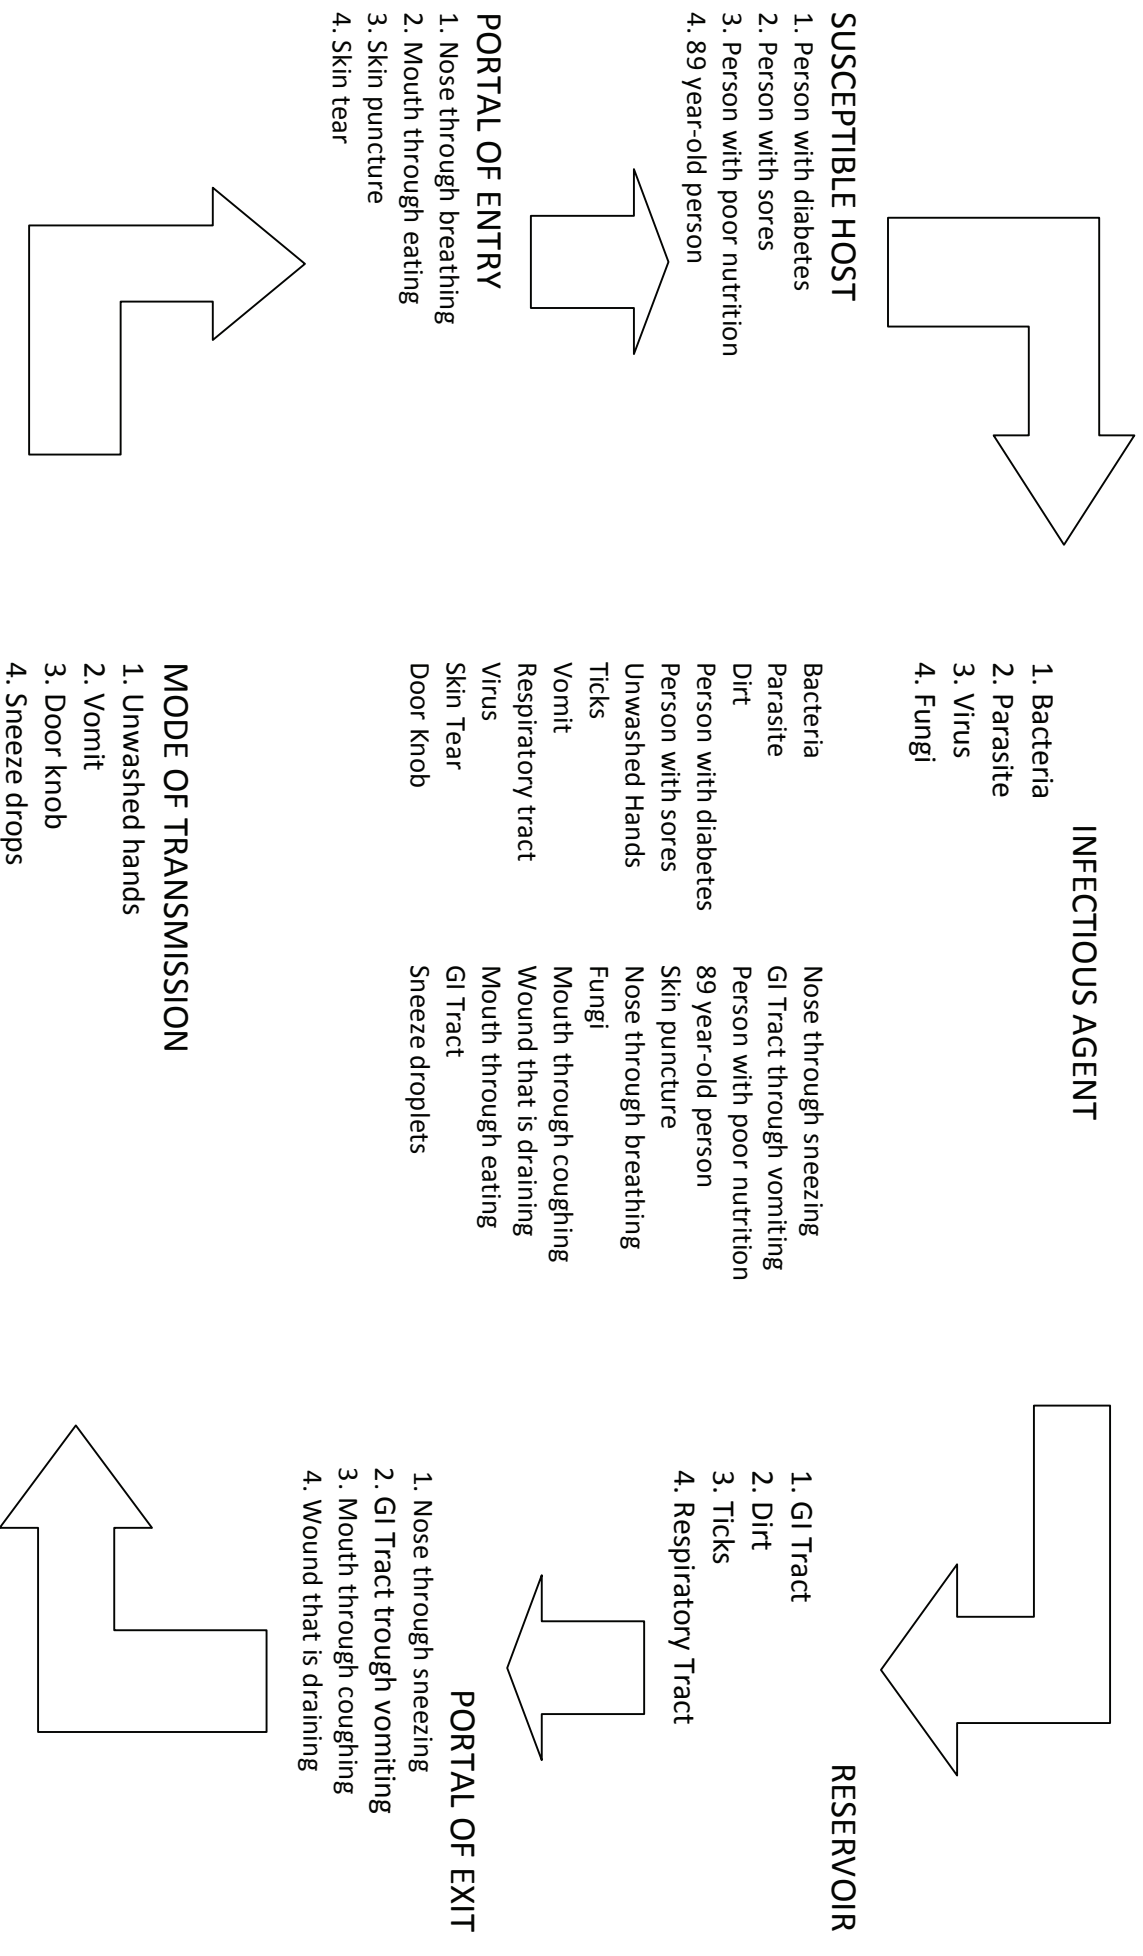 INFECTIOUS AGENT
1. Bacteria
2. Parasite
3. Virus
4. Fungi
RESERVOIR
1. GI Tract
2. Dirt
3. Ticks
4. Respiratory Tract
PORTAL OF EXIT
1. Nose through sneezing
2. GI Tract trough vomiting
3. Mouth through coughing
4. Wound that is draining
MODE OF TRANSMISSION
1. Unwashed hands
2. Vomit
3. Door knob
4. Sneeze drops
PORTAL OF ENTRY
1. Nose through breathing
2. Mouth through eating
3. Skin puncture
4. Skin tear
SUSCEPTIBLE HOST
1. Person with diabetes
2. Person with sores
3. Person with poor nutrition
4. 89 year-old person
Bacteria
Parasite
Dirt
Person with diabetes
Person with sores
Unwashed Hands
Ticks
Vomit
Respiratory tract
Virus
Skin Tear
Door Knob
Nose through sneezing
GI Tract through vomiting
Person with poor nutrition
89 year-old person
Skin puncture
Nose through breathing
Fungi
Mouth through coughing
Wound that is draining
Mouth through eating
GI Tract
Sneeze droplets